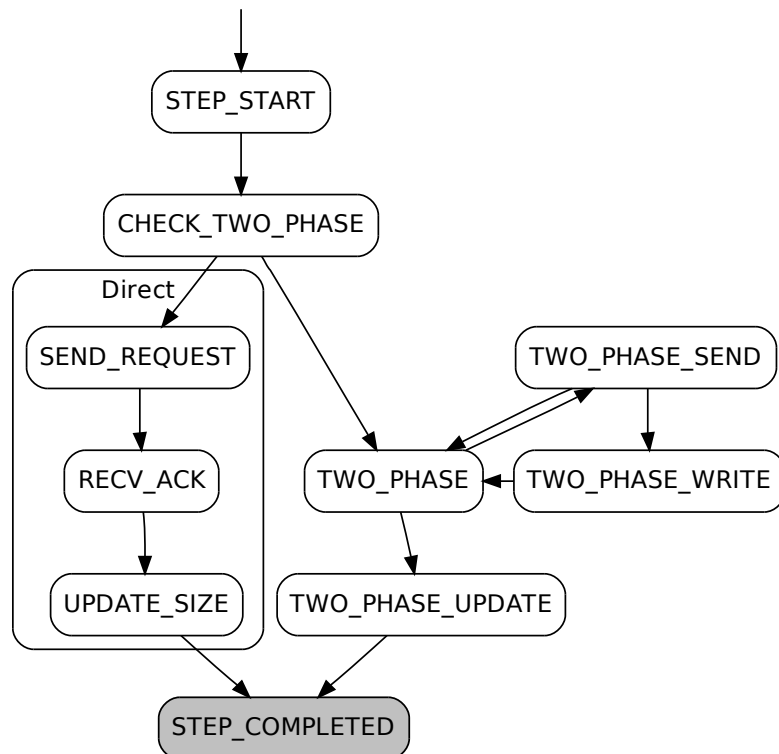 STEP_START
CHECK_TWO_PHASE
Direct
SEND_REQUEST
TWO_PHASE_SEND
RECV_ACK
TWO_PHASE
TWO_PHASE_WRITE
UPDATE_SIZE
TWO_PHASE_UPDATE
STEP_COMPLETED